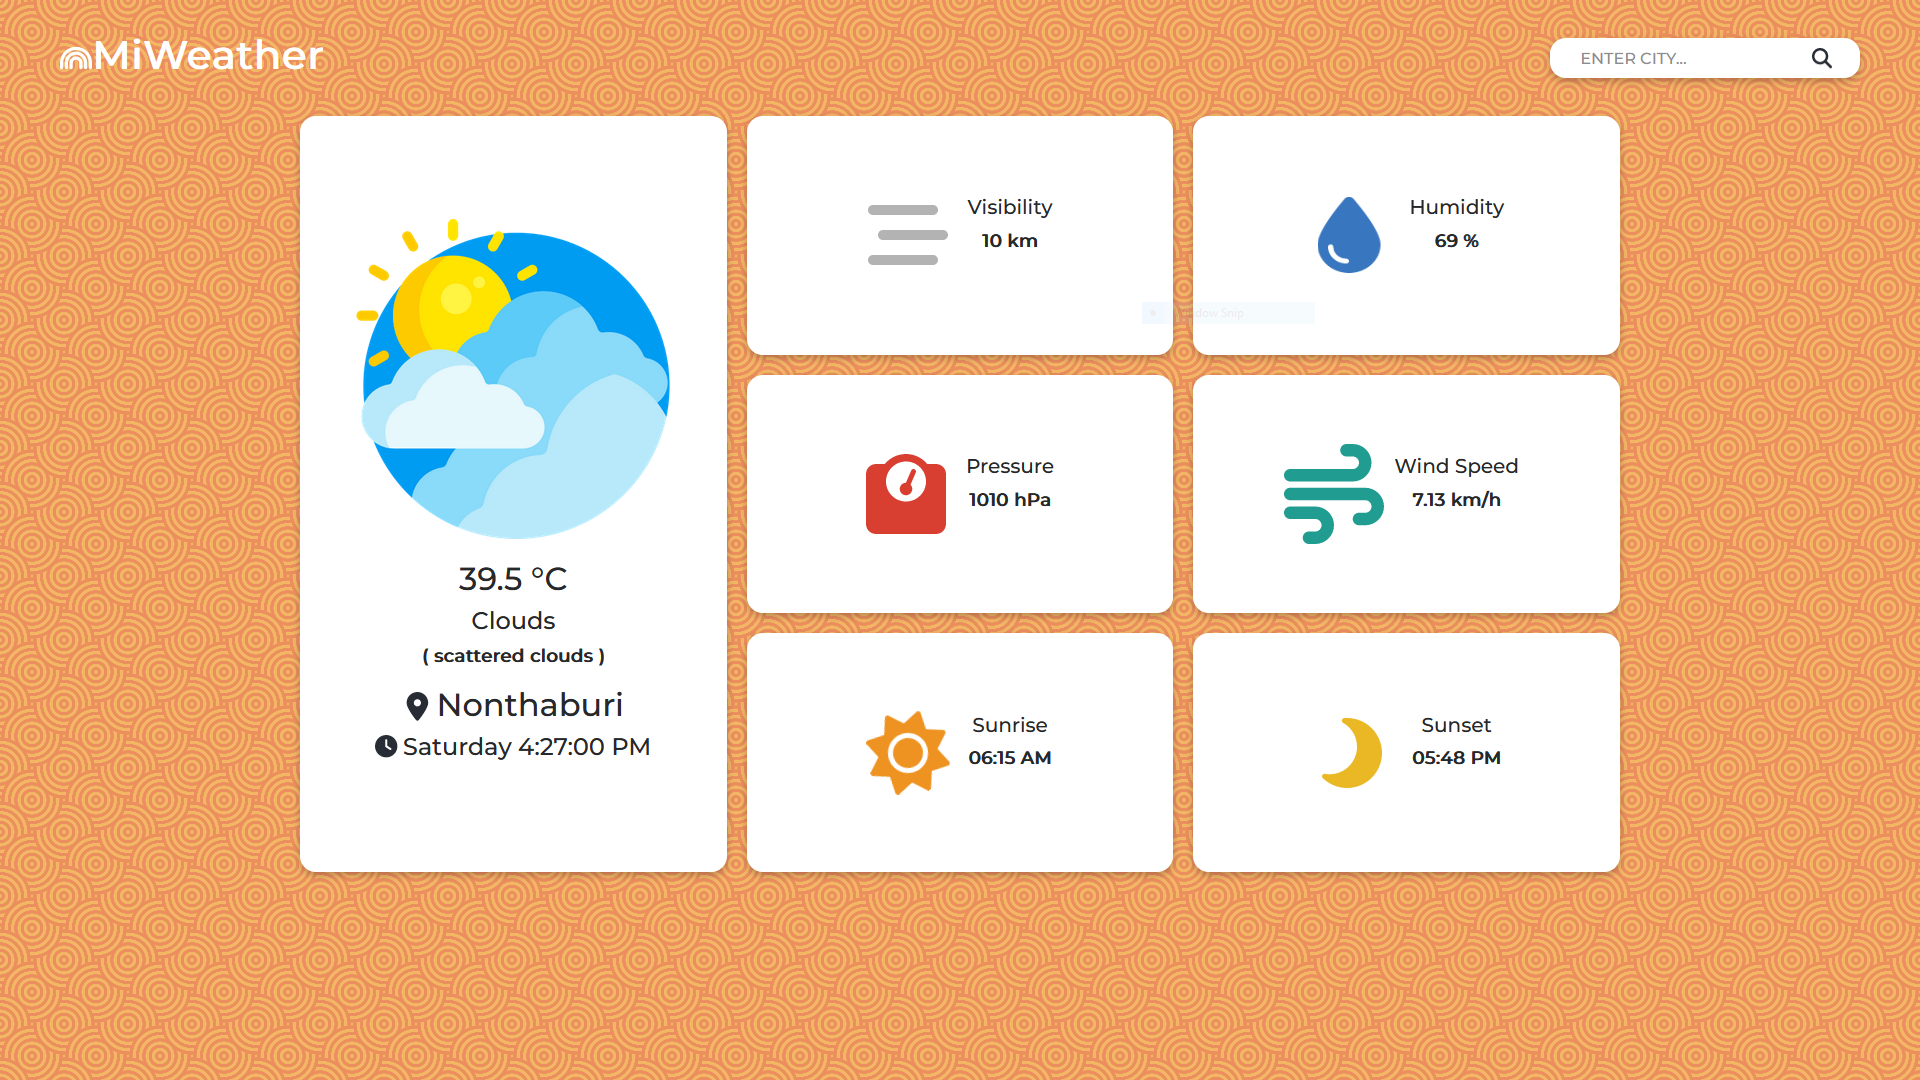 MiWeather
ENTER CITY...
39.5 °C
Clouds
( scattered clouds )
Nonthaburi
Saturday 4:27:00 PM
Visibility
10 km
Humidity
69 %
dow Snip
Pressure
1010 hPa
Wind Speed
7.13 km/h
Sunrise
06:15 AM
Sunset
05:48 PM